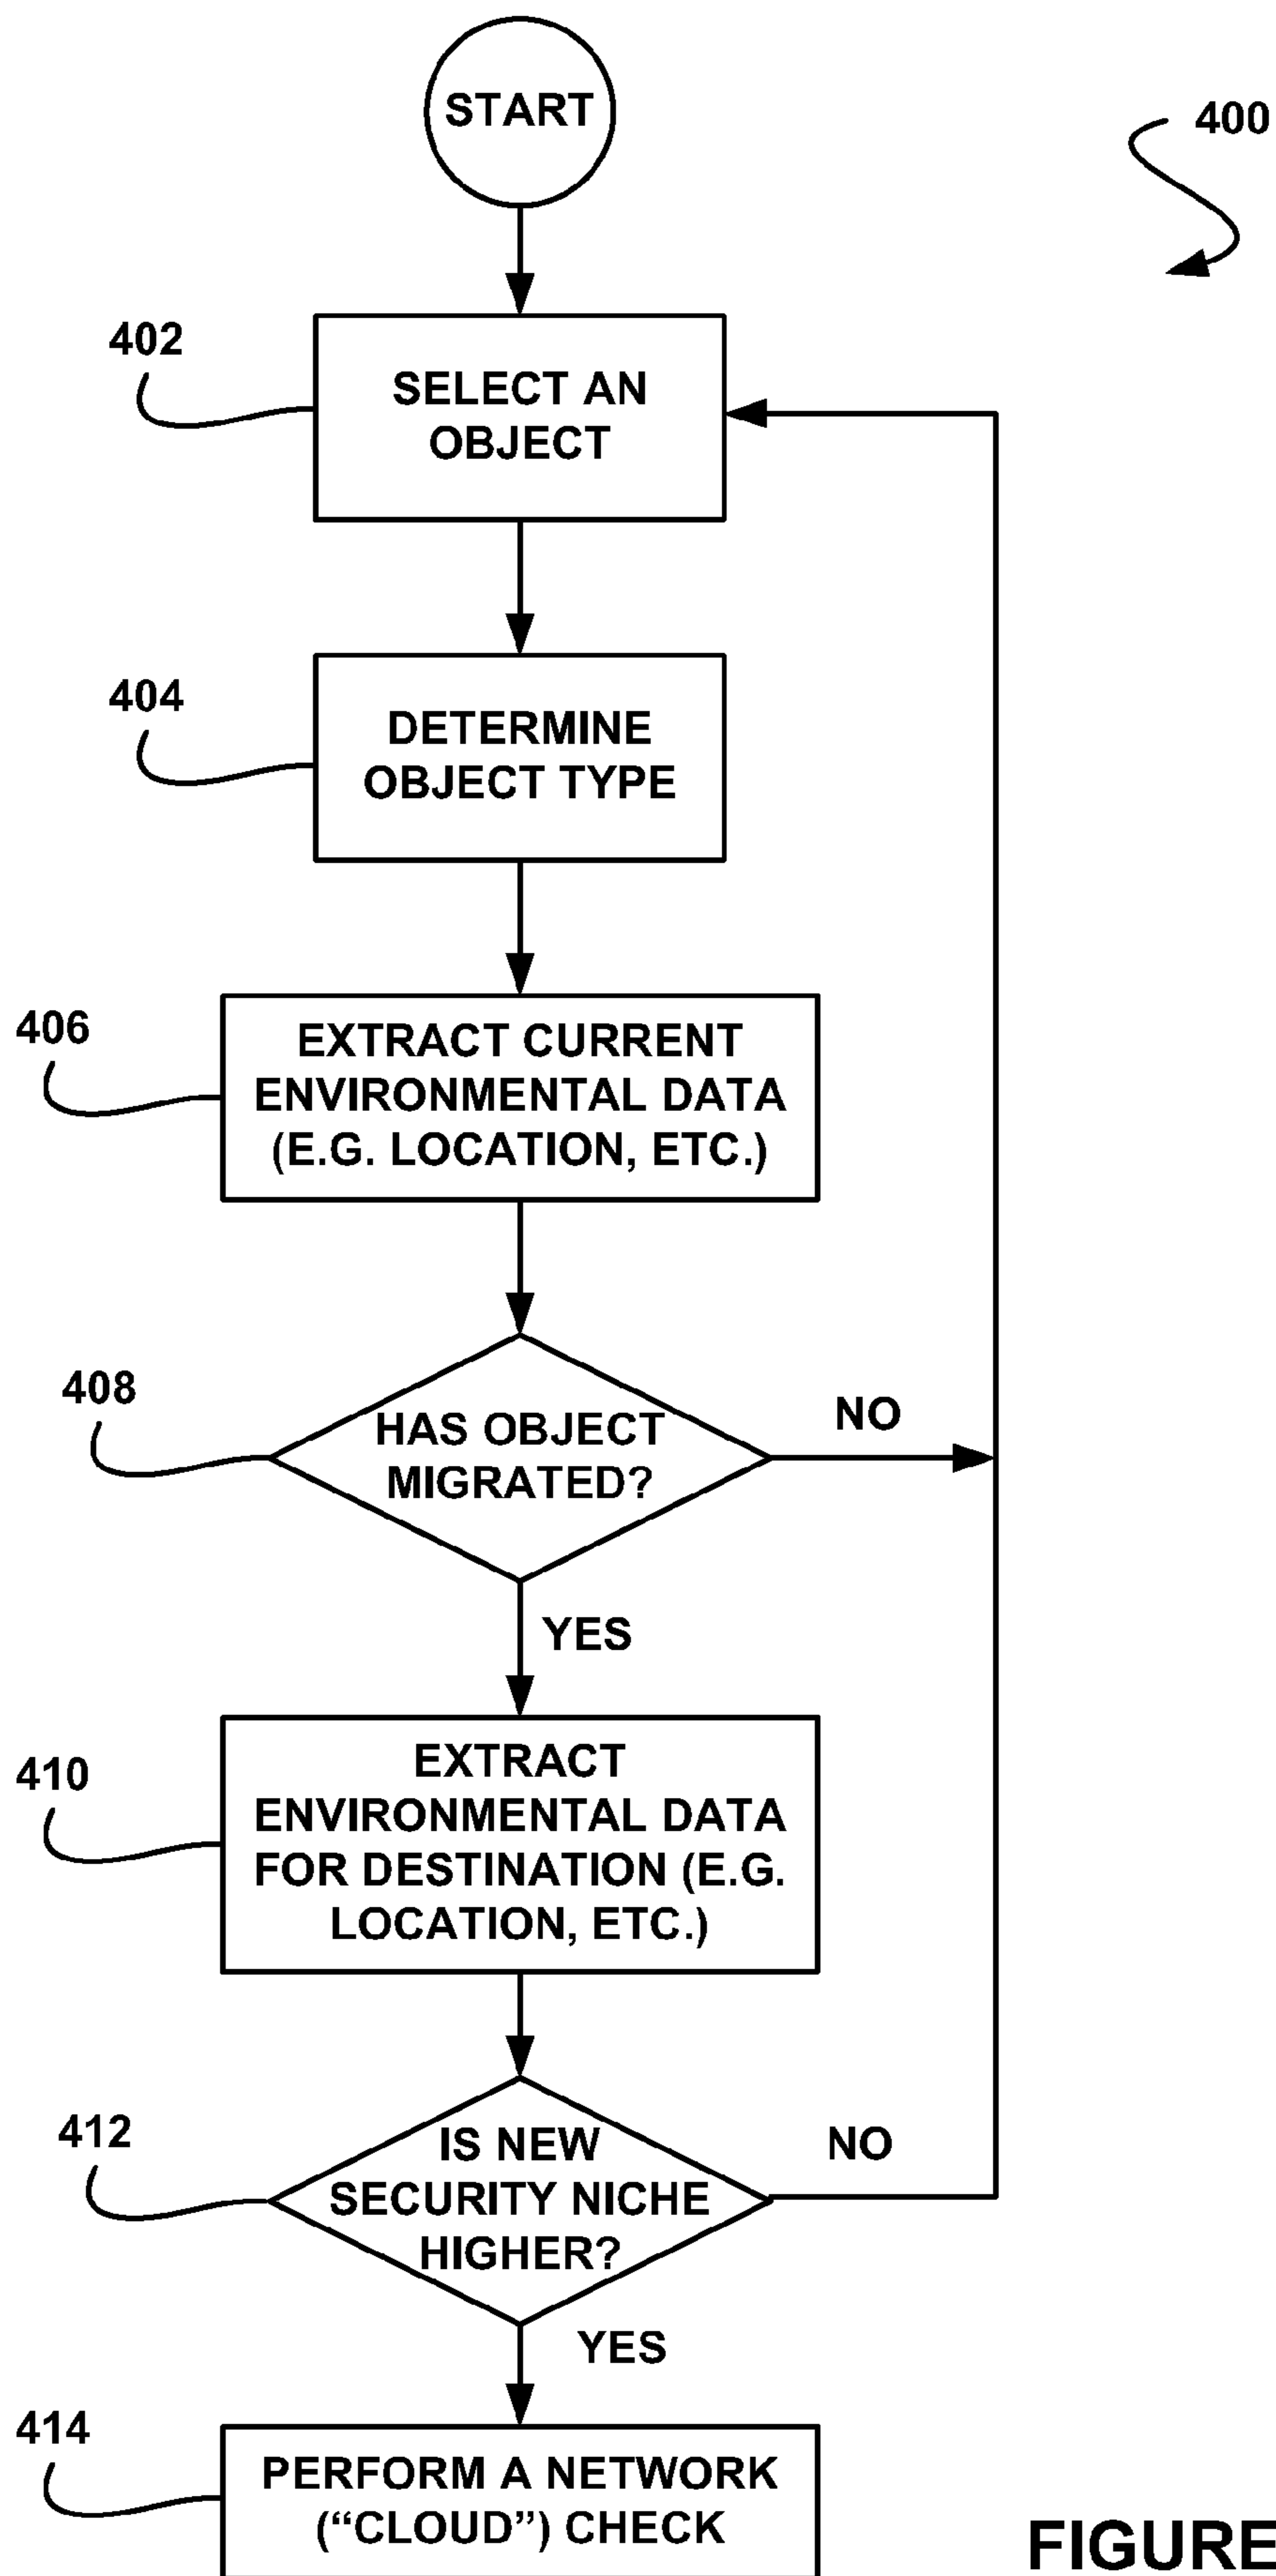 START
400
402
SELECT AN
OBJECT
404
DETERMINE
OBJECT TYPE
406
EXTRACT CURRENT
ENVIRONMENTAL DATA
(E.G. LOCATION, ETC.)
408
HAS OBJECT
MIGRATED?
NO
YES
410
EXTRACT
ENVIRONMENTAL DATA
FOR DESTINATION (E.G.
LOCATION, ETC.)
412
IS NEW
SECURITY NICHE
HIGHER?
NO
YES
414
PERFORM A NETWORK
(“CLOUD”) CHECK
FIGURE